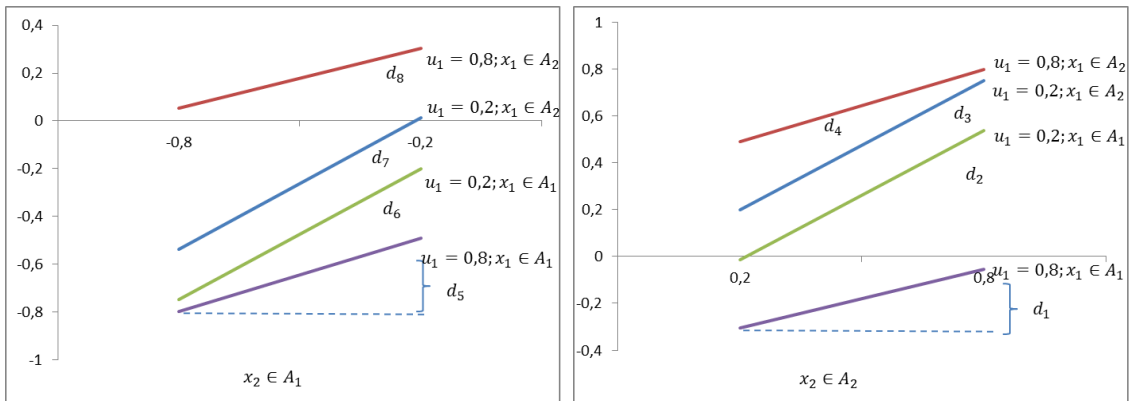 0,4
u₁ = 0,8; x₁ ∈ A₂
d₈
0,2
u₁ = 0,2; x₁ ∈ A₂
0
-0,8
-0,2
d₇
-0,2
u₁ = 0,2; x₁ ∈ A₁
d₆
-0,4
-0,6
u₁ = 0,8; x₁ ∈ A₁
d₅
-0,8
-1
x₂ ∈ A₁
1
u₁ = 0,8; x₁ ∈ A₂
0,8
u₁ = 0,2; x₁ ∈ A₂
d₃
0,6
d₄
u₁ = 0,2; x₁ ∈ A₁
0,4
d₂
0,2
0
u₁ = 0,8; x₁ ∈ A₁
0,2
0,8
-0,2
d₁
-0,4
x₂ ∈ A₂